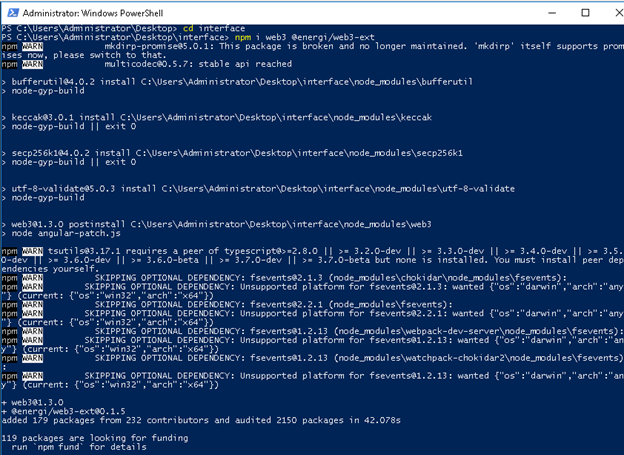 Administrator: Windows PowerShell
PS C:\Users\Administrator\Desktop> cd interface
PS C:\Users\Administrator\Desktop\interface> npm i web3 @energi/web3-ext
npm WARN mkdirp-promise@5.0.1: This package is broken and no longer maintained. 'mkdirp' itself supports prom
ises now, please switch to that.
npm WARN multicodec@0.5.7: stable api reached
> bufferutil@4.0.2 install C:\Users\Administrator\Desktop\interface\node_modules\bufferutil
> node-gyp-build
> keccak@3.0.1 install C:\Users\Administrator\Desktop\interface\node_modules\keccak
> node-gyp-build || exit 0
> secp256k1@4.0.2 install C:\Users\Administrator\Desktop\interface\node_modules\secp256k1
> node-gyp-build || exit 0
> utf-8-validate@5.0.3 install C:\Users\Administrator\Desktop\interface\node_modules\utf-8-validate
> node-gyp-build
> web3@1.3.0 postinstall C:\Users\Administrator\Desktop\interface\node_modules\web3
> node angular-patch.js
npm WARN tsutils@3.17.1 requires a peer of typescript@>=2.8.0 || >= 3.2.0-dev || >= 3.3.0-dev || >= 3.4.0-dev || >= 3.5.
0-dev || >= 3.6.0-dev || >= 3.6.0-beta || >= 3.7.0-dev || >= 3.7.0-beta but none is installed. You must install peer dep
endencies yourself.
npm WARN SKIPPING OPTIONAL DEPENDENCY: fsevents@2.1.3 (node_modules\chokidar\node_modules\fsevents):
npm WARN SKIPPING OPTIONAL DEPENDENCY: Unsupported platform for fsevents@2.1.3: wanted {"os":"darwin","arch":"an
y"} (current: {"os":"win32","arch":"x64"})
npm WARN SKIPPING OPTIONAL DEPENDENCY: fsevents@2.2.1 (node_modules\fsevents):
npm WARN SKIPPING OPTIONAL DEPENDENCY: Unsupported platform for fsevents@2.2.1: wanted {"os":"darwin","arch":"an
y"} (current: {"os":"win32","arch":"x64"})
npm WARN SKIPPING OPTIONAL DEPENDENCY: fsevents@1.2.13 (node_modules\webpack-dev-server\node_modules\fsevents):
npm WARN SKIPPING OPTIONAL DEPENDENCY: Unsupported platform for fsevents@1.2.13: wanted {"os":"darwin","arch":"an
y"} (current: {"os":"win32","arch":"x64"})
npm WARN SKIPPING OPTIONAL DEPENDENCY: fsevents@1.2.13 (node_modules\watchpack-chokidar2\node_modules\fsevents)
:
npm WARN SKIPPING OPTIONAL DEPENDENCY: Unsupported platform for fsevents@1.2.13: wanted {"os":"darwin","arch":"an
y"} (current: {"os":"win32","arch":"x64"})
+ web3@1.3.0
+ @energi/web3-ext@0.1.5
added 179 packages from 232 contributors and audited 2150 packages in 42.078s
119 packages are looking for funding
run `npm fund` for details